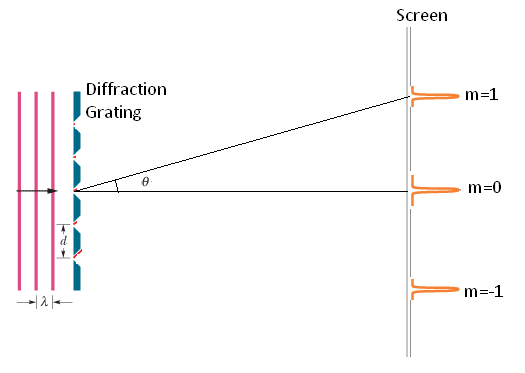 Screen
Diffraction
Grating
m=1
θ
m=0
d
λ
m=-1